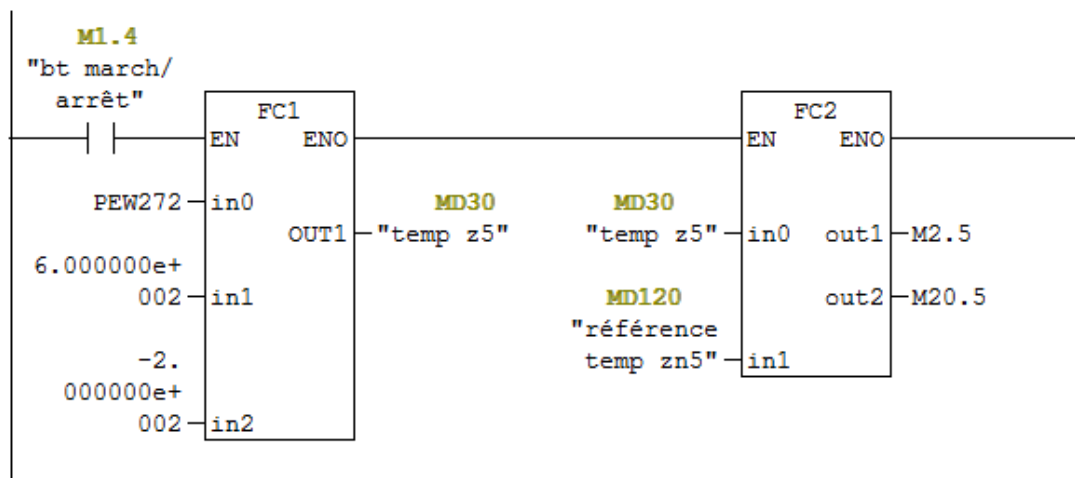 M1.4
"bt march/
arrêt"
FC1
EN ENO
PEW272 in0
MD30
OUT1 "temp z5"
6.000000e+
002 in1
-2.
000000e+
002 in2
FC2
EN ENO
MD30
"temp z5" in0 out1 M2.5
MD120 out2 M20.5
"référence
temp zn5" in1